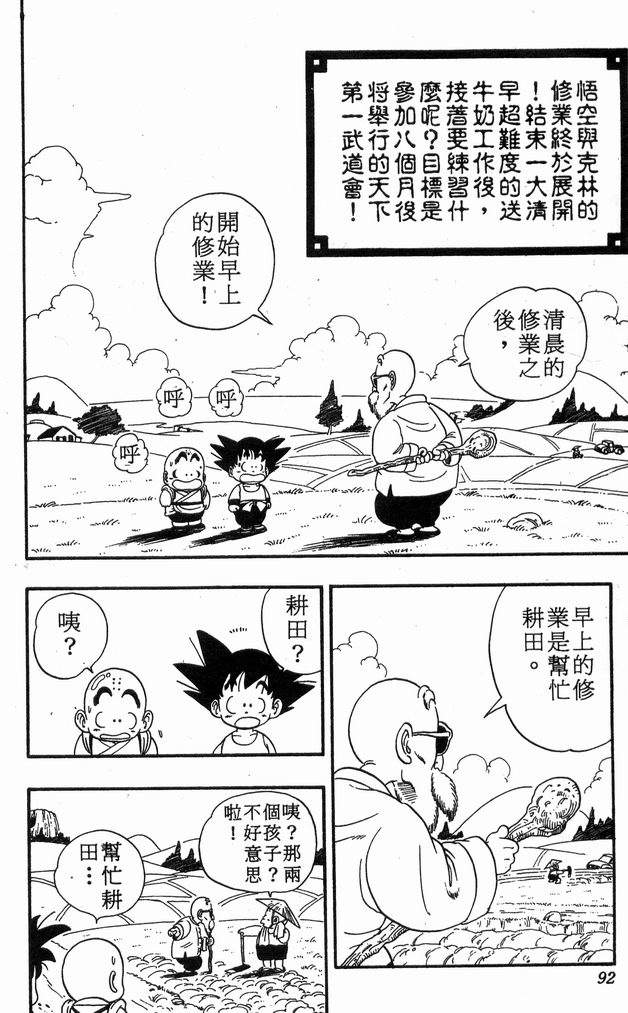 悟空與克林的
修業終於展開
！結束一大清
早超難度的送
牛奶工作後，
接著要練習什
麼呢？目標是
參加八個月後
將舉行的天下
第一武道會！
清晨的
修業之
後，
開始早上
的修業！
呼
呼
呼
早上的修
業是幫忙
耕田。
耕田？
咦？
咦？那兩
個孩子？
不好意思
啦！
幫忙耕
田…
92